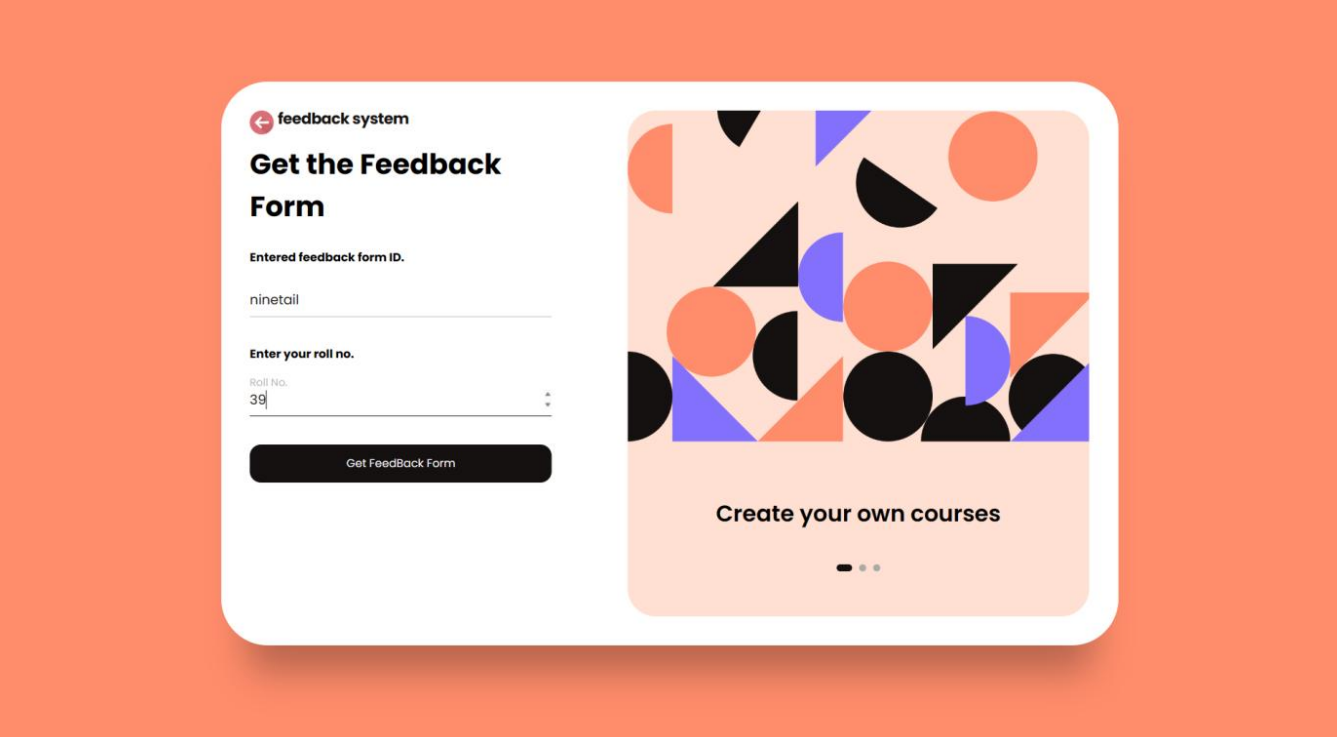 feedback system
Get the Feedback
Form
Entered feedback form ID.
ninetail
Enter your roll no.
Roll No.
39
Get FeedBack Form
Create your own courses